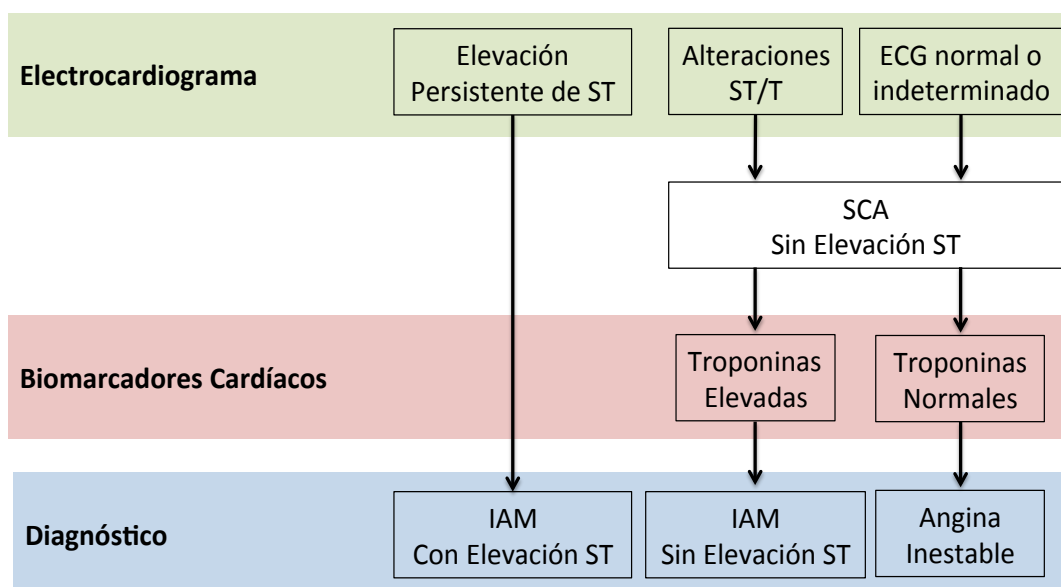 Electrocardiograma
Elevación
Persistente de ST
Alteraciones
ST/T
ECG normal o
indeterminado
SCA
Sin Elevación ST
Biomarcadores Cardíacos
Troponinas
Elevadas
Troponinas
Normales
Diagnóstico
IAM
Con Elevación ST
IAM
Sin Elevación ST
Angina
Inestable